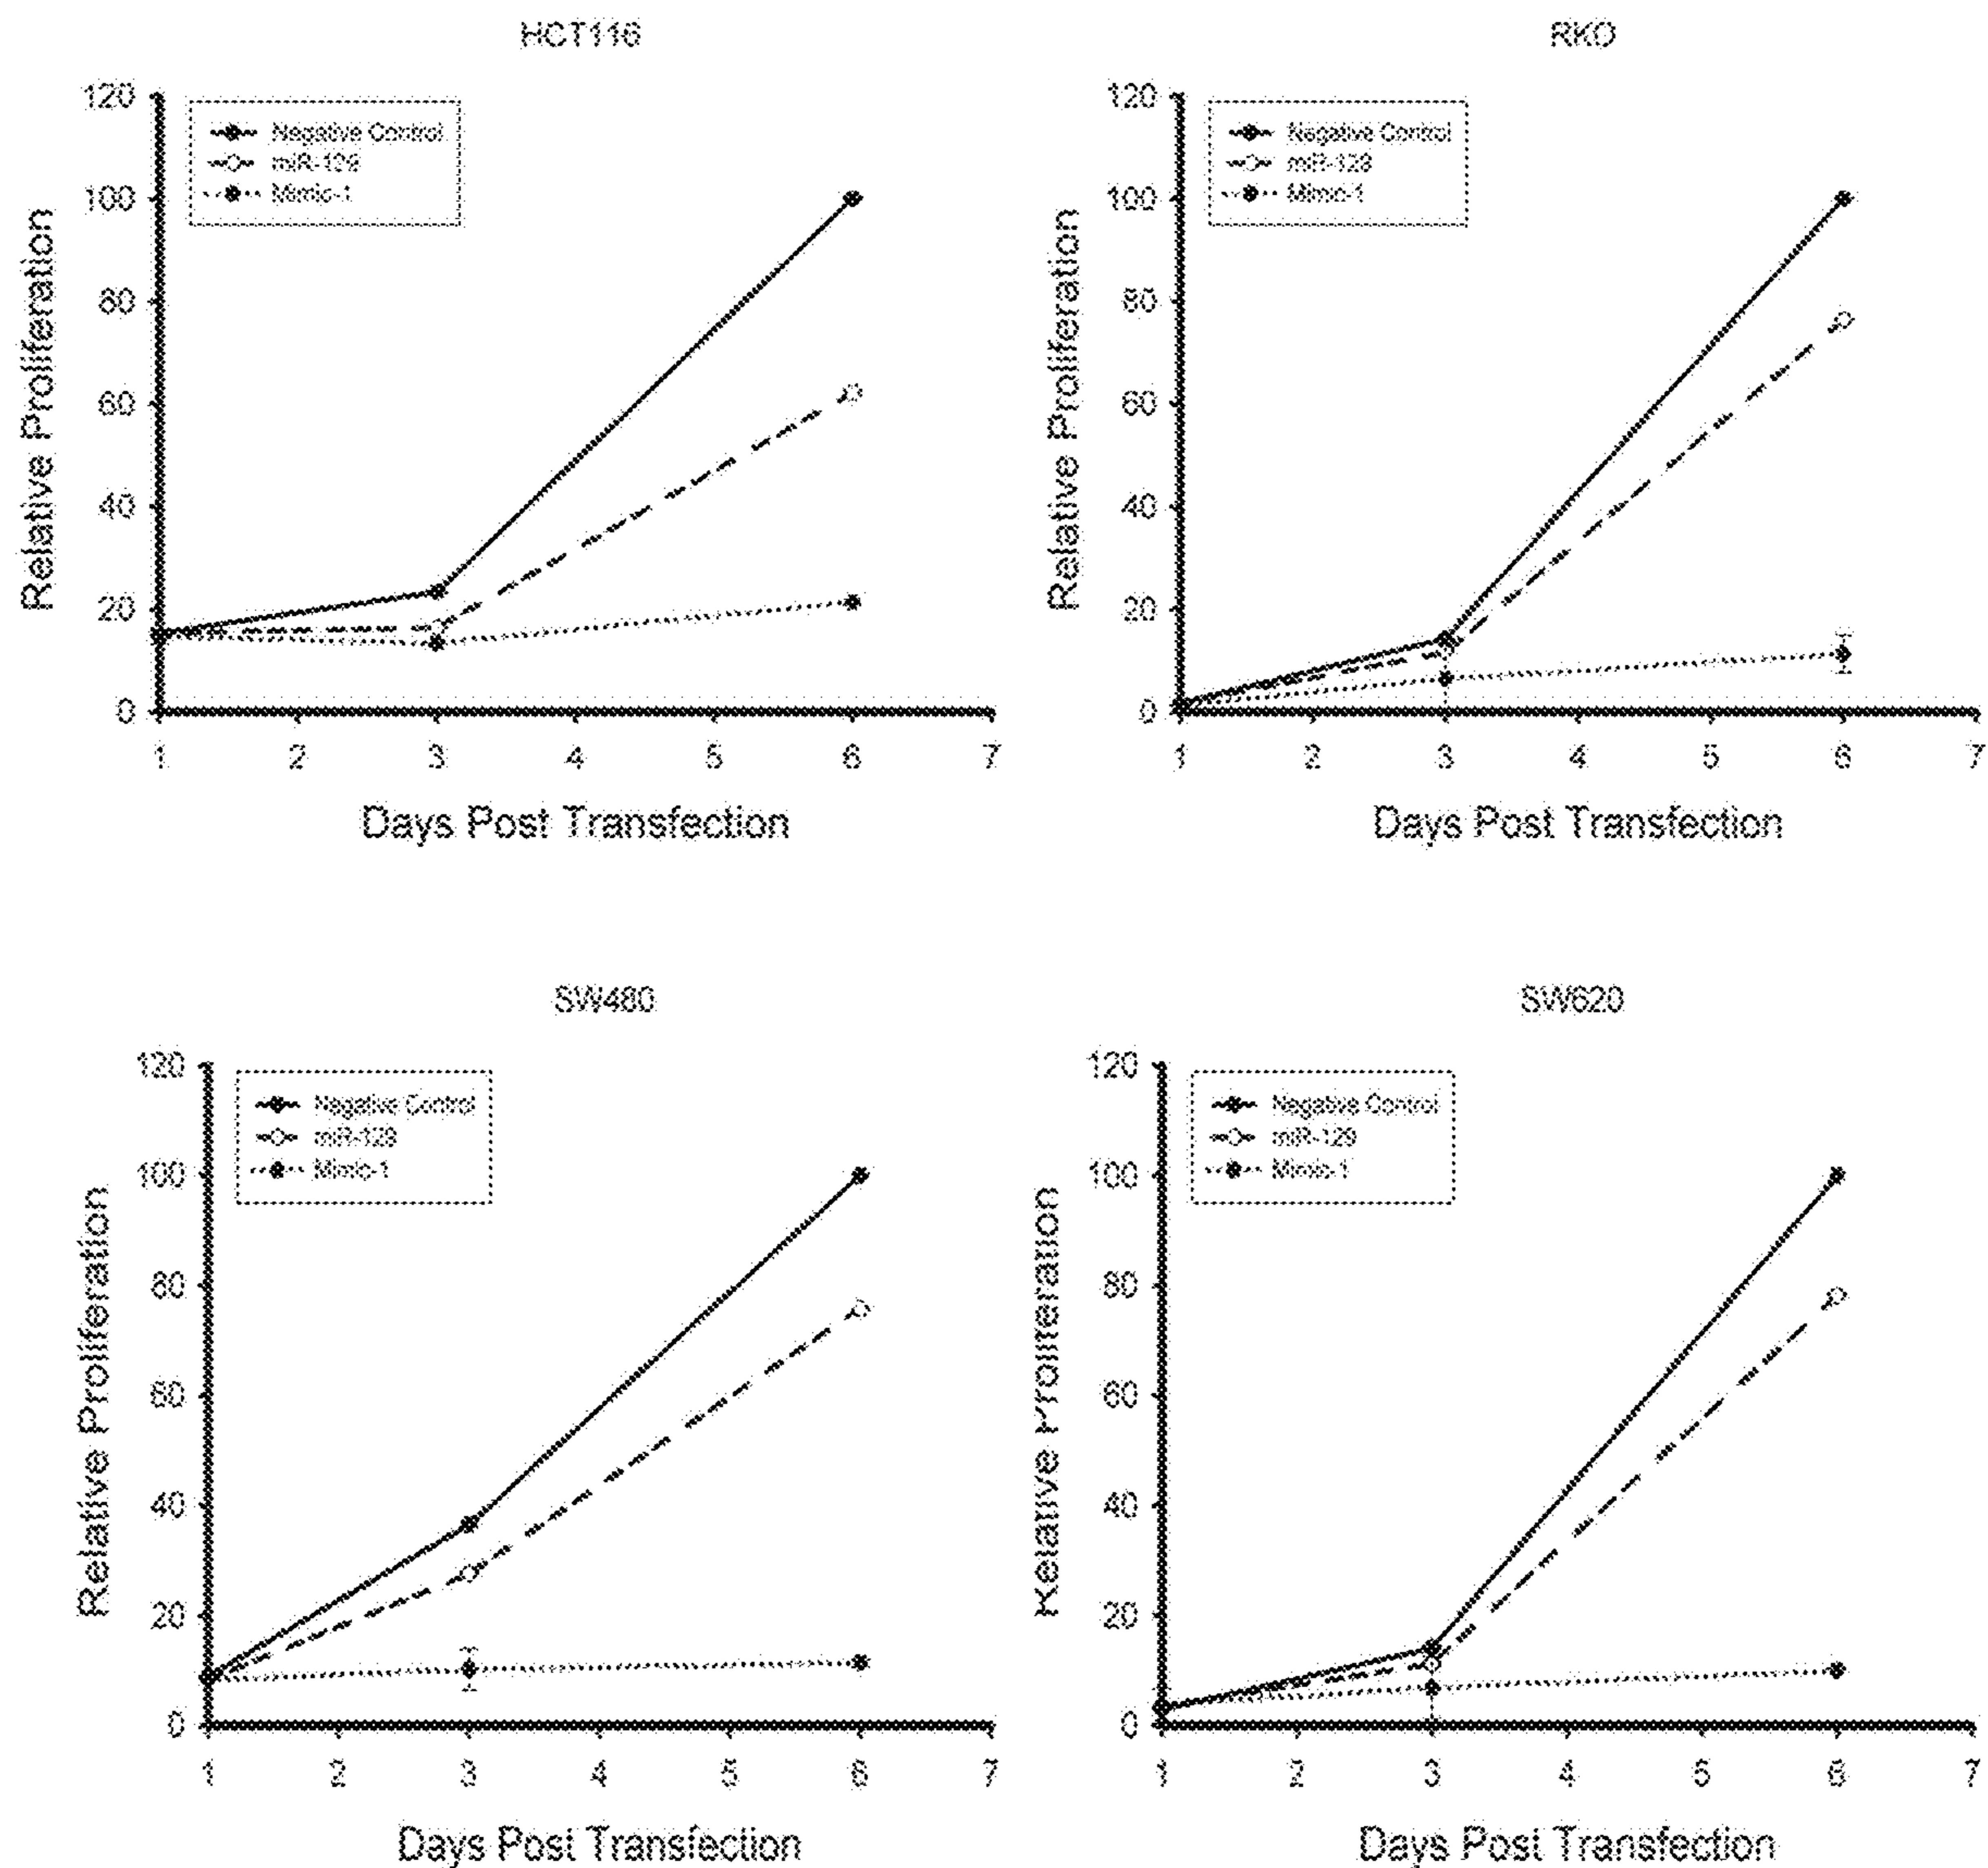 HCT116
120
100
80
60
40
20
0
Relative Proliferation
Negative Control
miR-129
Mimic-1
1 2 3 4 5 6 7
Days Post Transfection
RKO
120
100
80
60
40
20
0
Relative Proliferation
Negative Control
miR-129
Mimic-1
1 2 3 4 5 6 7
Days Post Transfection
SW480
120
100
80
60
40
20
0
Relative Proliferation
Negative Control
miR-129
Mimic-1
1 2 3 4 5 6 7
Days Post Transfection
SW620
120
100
80
60
40
20
0
Relative Proliferation
Negative Control
miR-129
Mimic-1
1 2 3 4 5 6 7
Days Post Transfection